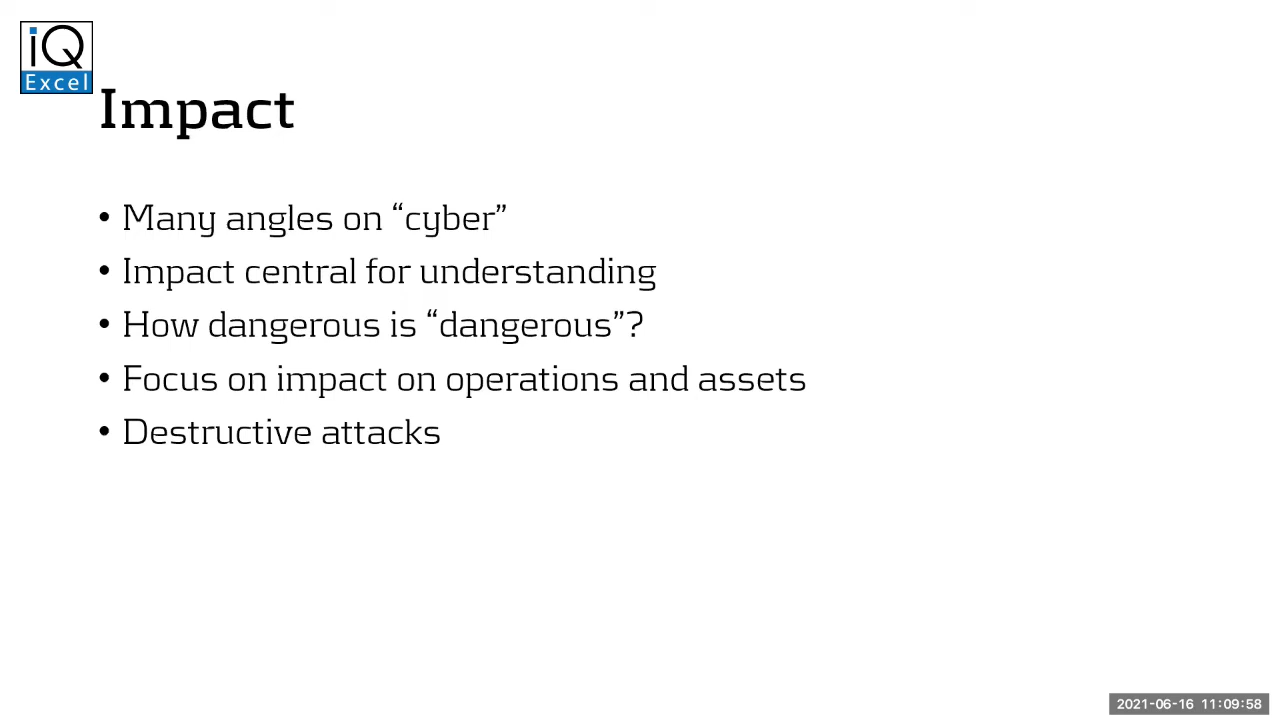 iQ
Excel
Impact
• Many angles on “cyber”
• Impact central for understanding
• How dangerous is “dangerous”?
• Focus on impact on operations and assets
• Destructive attacks
2021-06-16 11:09:58